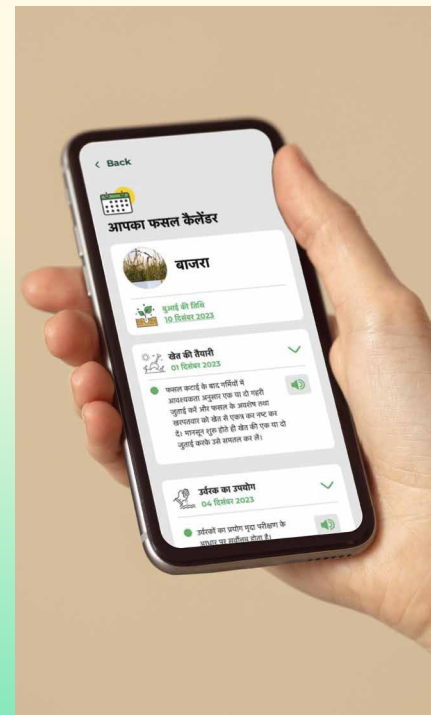 < Back
आपका फसल कैलेंडर
बाजरा
बुआई की तिथि
10 दिसंबर 2023
खेत की तैयारी
01 दिसंबर 2023
फसल कटाई के बाद गर्मियों में
आवश्यकता अनुसार एक या दो गहरी
जुताई करें और फसल के अवशेष तथा
खरपतवार को खेत से एकत्र कर नष्ट कर
दें। मानसून शुरू होते ही खेत की एक या दो
जुताई करके उसे समतल कर लें।
उर्वरक का उपयोग
04 दिसंबर 2023
उर्वरकों का प्रयोग मृदा परीक्षण के
आधार पर सर्वोत्तम होता है।